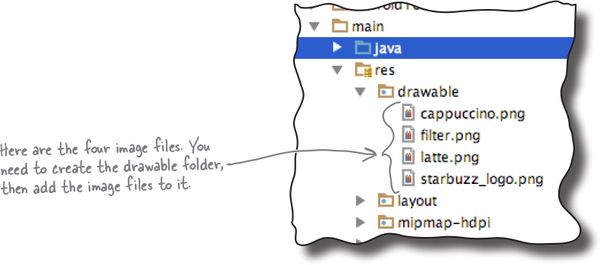 main
java
res
drawable
cappuccino.png
filter.png
latte.png
starbuzz_logo.png
layout
mipmap-hdpi
Here are the four image files. You
need to create the drawable folder,
then add the image files to it.